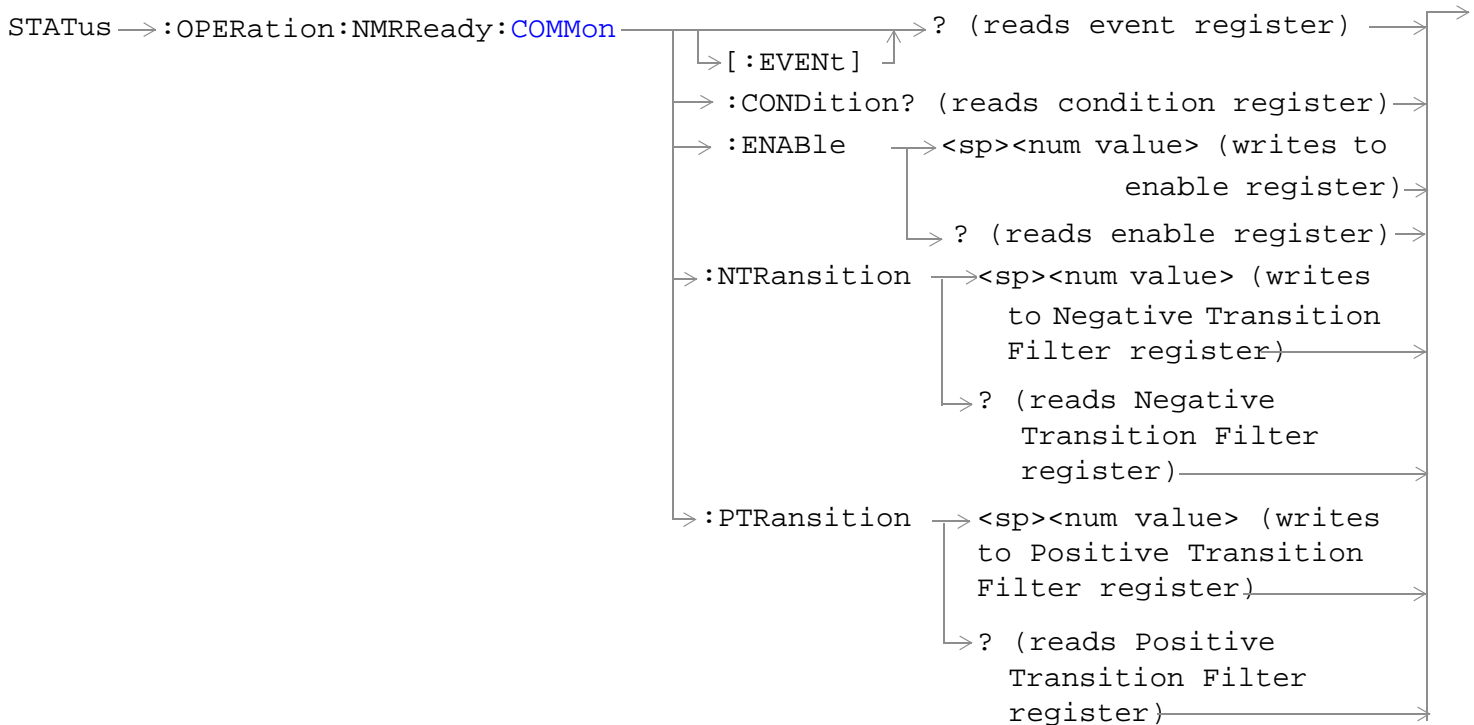 STATus :OPERation:NMRReady:COMMon ? (reads event register)
[:EVENt]
:CONDition? (reads condition register)
:ENABle <sp><num value> (writes to
enable register)
? (reads enable register)
:NTRansition <sp><num value> (writes
to Negative Transition
Filter register)
? (reads Negative
Transition Filter
register)
:PTRansition <sp><num value> (writes
to Positive Transition
Filter register)
? (reads Positive
Transition Filter
register)